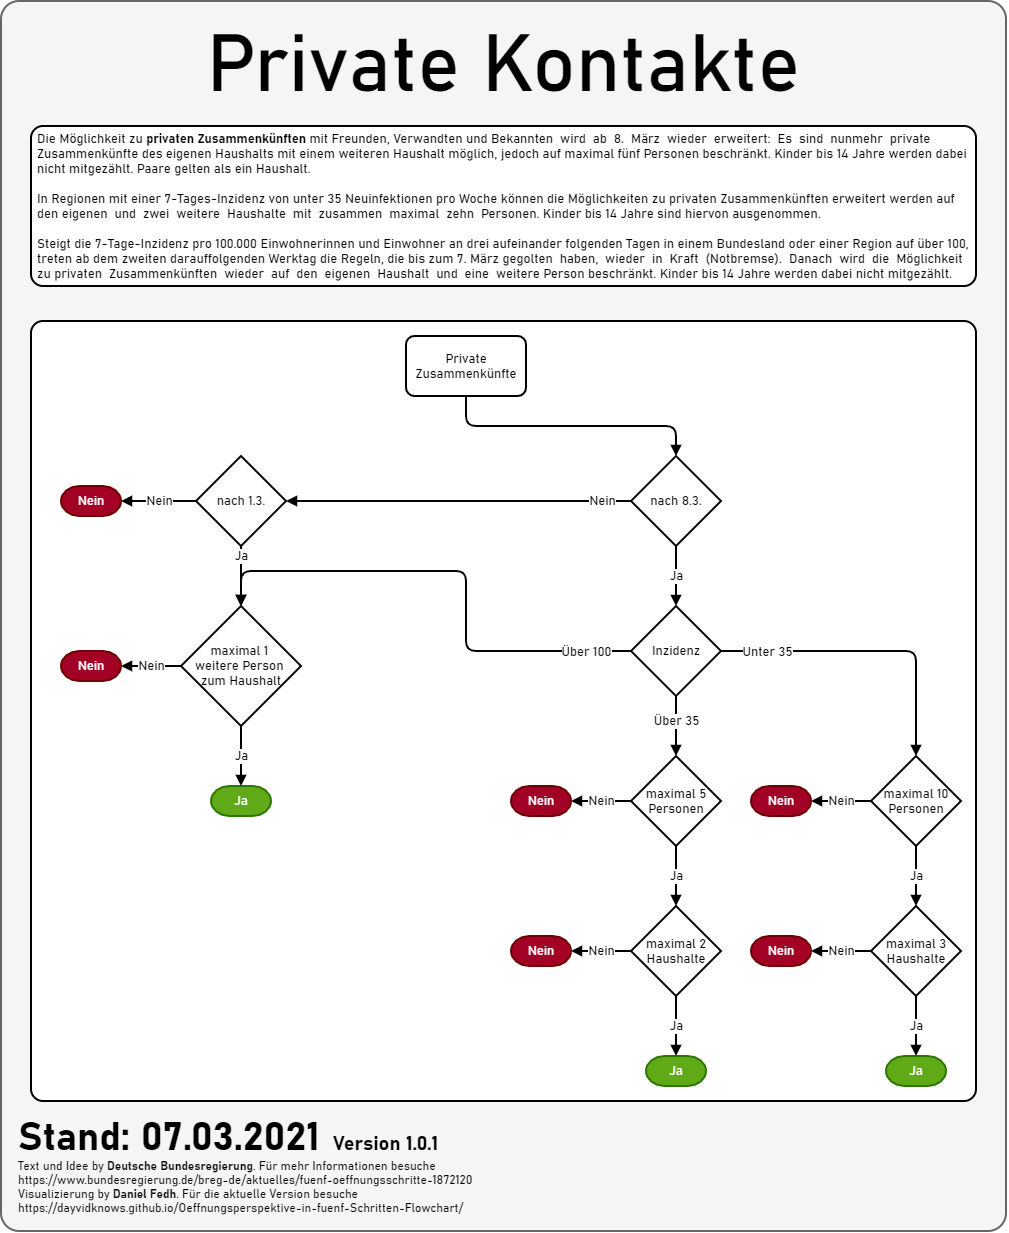 Private Kontakte
Die Möglichkeit zu privaten Zusammenkünften mit Freunden, Verwandten und Bekannten wird ab 8. März wieder erweitert: Es sind nunmehr private
Zusammenkünfte des eigenen Haushalts mit einem weiteren Haushalt möglich, jedoch auf maximal fünf Personen beschränkt. Kinder bis 14 Jahre werden dabei
nicht mitgezählt. Paare gelten als ein Haushalt.
In Regionen mit einer 7-Tages-Inzidenz von unter 35 Neuinfektionen pro Woche können die Möglichkeiten zu privaten Zusammenkünften erweitert werden auf
den eigenen und zwei weitere Haushalte mit zusammen maximal zehn Personen. Kinder bis 14 Jahre sind hiervon ausgenommen.
Steigt die 7-Tage-Inzidenz pro 100.000 Einwohnerinnen und Einwohner an drei aufeinander folgenden Tagen in einem Bundesland oder einer Region auf über 100,
treten ab dem zweiten darauffolgenden Werktag die Regeln, die bis zum 7. März gegolten haben, wieder in Kraft (Notbremse). Danach wird die Möglichkeit
zu privaten Zusammenkünften wieder auf den eigenen Haushalt und eine weitere Person beschränkt. Kinder bis 14 Jahre werden dabei nicht mitgezählt.
Private
Zusammenkünfte
Nein
Nein
nach 1.3.
Nein
nach 8.3.
Ja
Ja
Nein
Nein
maximal 1
weitere Person
zum Haushalt
Über 100
Inzidenz
Unter 35
Über 35
Ja
Ja
Nein
Nein
maximal 5
Personen
Nein
Nein
maximal 10
Personen
Ja
Ja
Nein
Nein
maximal 2
Haushalte
Nein
Nein
maximal 3
Haushalte
Ja
Ja
Ja
Ja
Stand: 07.03.2021 Version 1.0.1
Text und Idee by Deutsche Bundesregierung. Für mehr Informationen besuche
https://www.bundesregierung.de/breg-de/aktuelles/fuenf-oeffnungsschritte-1872120
Visualizierung by Daniel Fedh. Für die aktuelle Version besuche
https://dayvidknows.github.io/Oeffnungsperspektive-in-fuenf-Schritten-Flowchart/